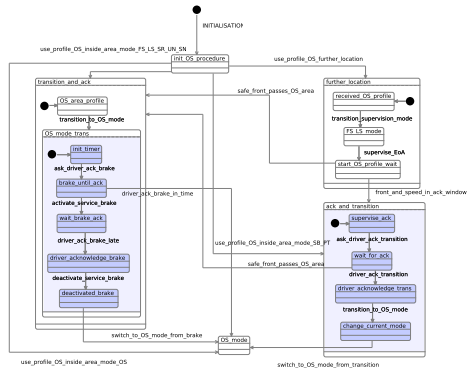 INITIALISATION
use_profile_OS_inside_area_mode_FS_LS_SR_UN_SN
init_OS_procedure
use_profile_OS_further_location
transition_and_ack
safe_front_passes_OS_area
further_location
OS_area_profile
received_OS_profile
transition_to_OS_mode
transition_supervision_mode
OS_mode_trans
FS_LS_mode
init_timer
supervise_EoA
ask_driver_ack_brake
start_OS_profile_wait
brake_until_ack
driver_ack_brake_in_time
front_and_speed_in_ack_window
activate_service_brake
ack_and_transition
wait_brake_ack
supervise_ack
driver_ack_brake_late
use_profile_OS_inside_area_mode_SB_PT
ask_driver_ack_transition
driver_acknowledge_brake
safe_front_passes_OS_area
wait_for_ack
deactivate_service_brake
driver_ack_transition
deactivated_brake
driver_acknowledge_trans
transition_to_OS_mode
change_current_mode
switch_to_OS_mode_from_brake
OS_mode
use_profile_OS_inside_area_mode_OS
switch_to_OS_mode_from_transition